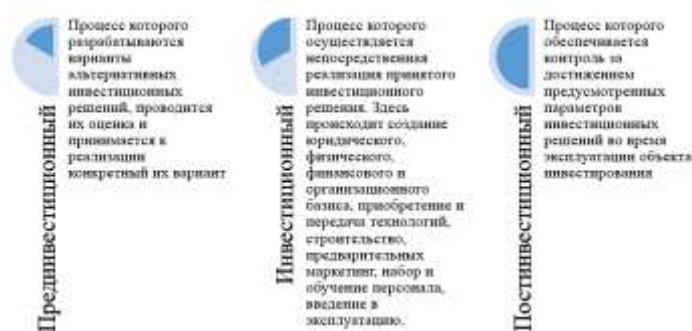 Прединвестиционный
Процесс которого
разрабатываются
варианты
альтернативных
инвестиционных
решений, проводится
их оценка и
принимается к
реализации
конкретный их вариант
Инвестиционный
Процесс которого
осуществляется
непосредственная
реализация принятого
инвестиционного
решения. Здесь
происходит создание
юридического,
физического,
финансового и
организационного
базиса, приобретение и
передача технологий,
строительство,
предварительных
маркетинг, набор и
обучение персонала,
введение в
эксплуатацию.
Постинвестиционный
Процесс которого
обеспечивается
контроль за
достижением
предусмотренных
параметров
инвестиционных
решений во время
эксплуатации объекта
инвестирования